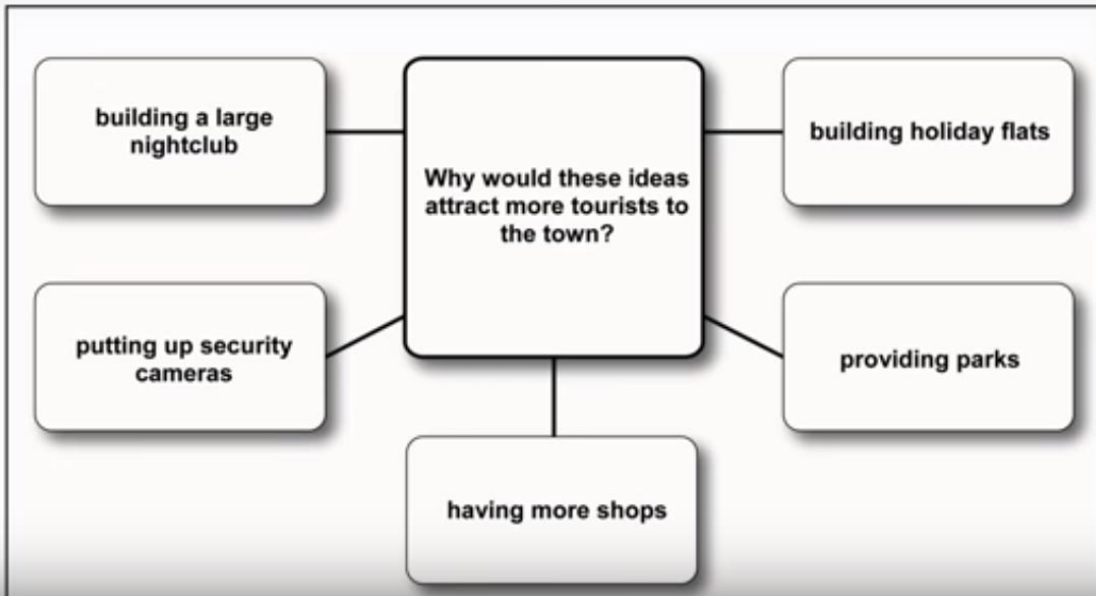 building a large
nightclub
Why would these ideas
attract more tourists to
the town?
building holiday flats
putting up security
cameras
providing parks
having more shops